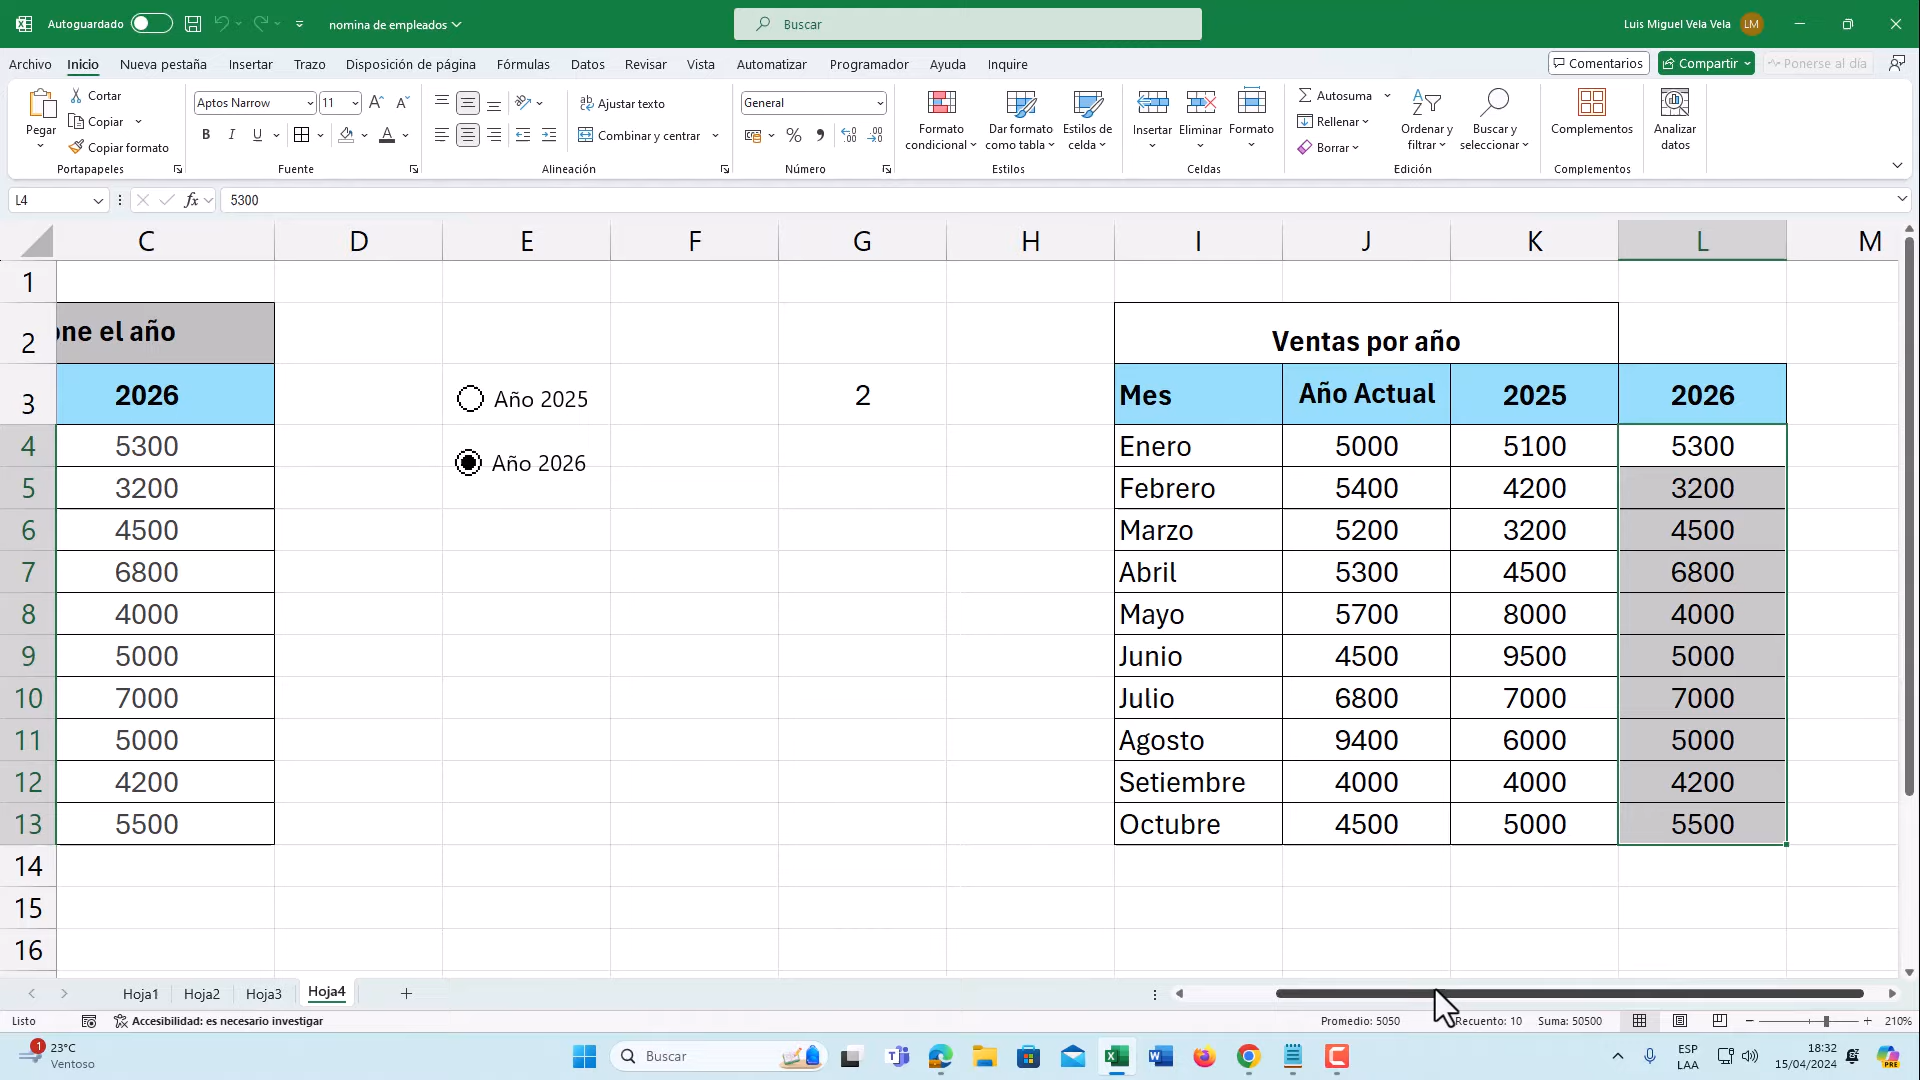 Autoguardado
nomina de empleados
Buscar
Luis Miguel Vela Vela LM
Archivo Inicio Nueva pestaña Insertar Trazo Disposición de página Fórmulas Datos Revisar Vista Automatizar Programador Ayuda Inquire
Comentarios Compartir Ponerse al día
Pegar
Cortar
Copiar
Copiar formato
Portapapeles
Aptos Narrow 11
N K S
Fuente
Ajustar texto
Combinar y centrar
Alineación
General
Número
Formato condicional
Dar formato como tabla
Estilos de celda
Estilos
Insertar Eliminar Formato
Celdas
Autosuma
Rellenar
Borrar
Ordenar y filtrar
Buscar y seleccionar
Edición
Complementos
Complementos
Analizar datos
L4 fx 5300
C D E F G H I J K L M
1
2 one el año Ventas por año
3 2026 Año 2025 2 Mes Año Actual 2025 2026
4 5300 Año 2026 Enero 5000 5100 5300
5 3200 Febrero 5400 4200 3200
6 4500 Marzo 5200 3200 4500
7 6800 Abril 5300 4500 6800
8 4000 Mayo 5700 8000 4000
9 5000 Junio 4500 9500 5000
10 7000 Julio 6800 7000 7000
11 5000 Agosto 9400 6000 5000
12 4200 Setiembre 4000 4000 4200
13 5500 Octubre 4500 5000 5500
14
15
16
Hoja1 Hoja2 Hoja3 Hoja4
Listo Accesibilidad: es necesario investigar Promedio: 5050 Recuento: 10 Suma: 50500 210%
1 23°C
Ventoso
Buscar
ESP
LAA
18:32
15/04/2024